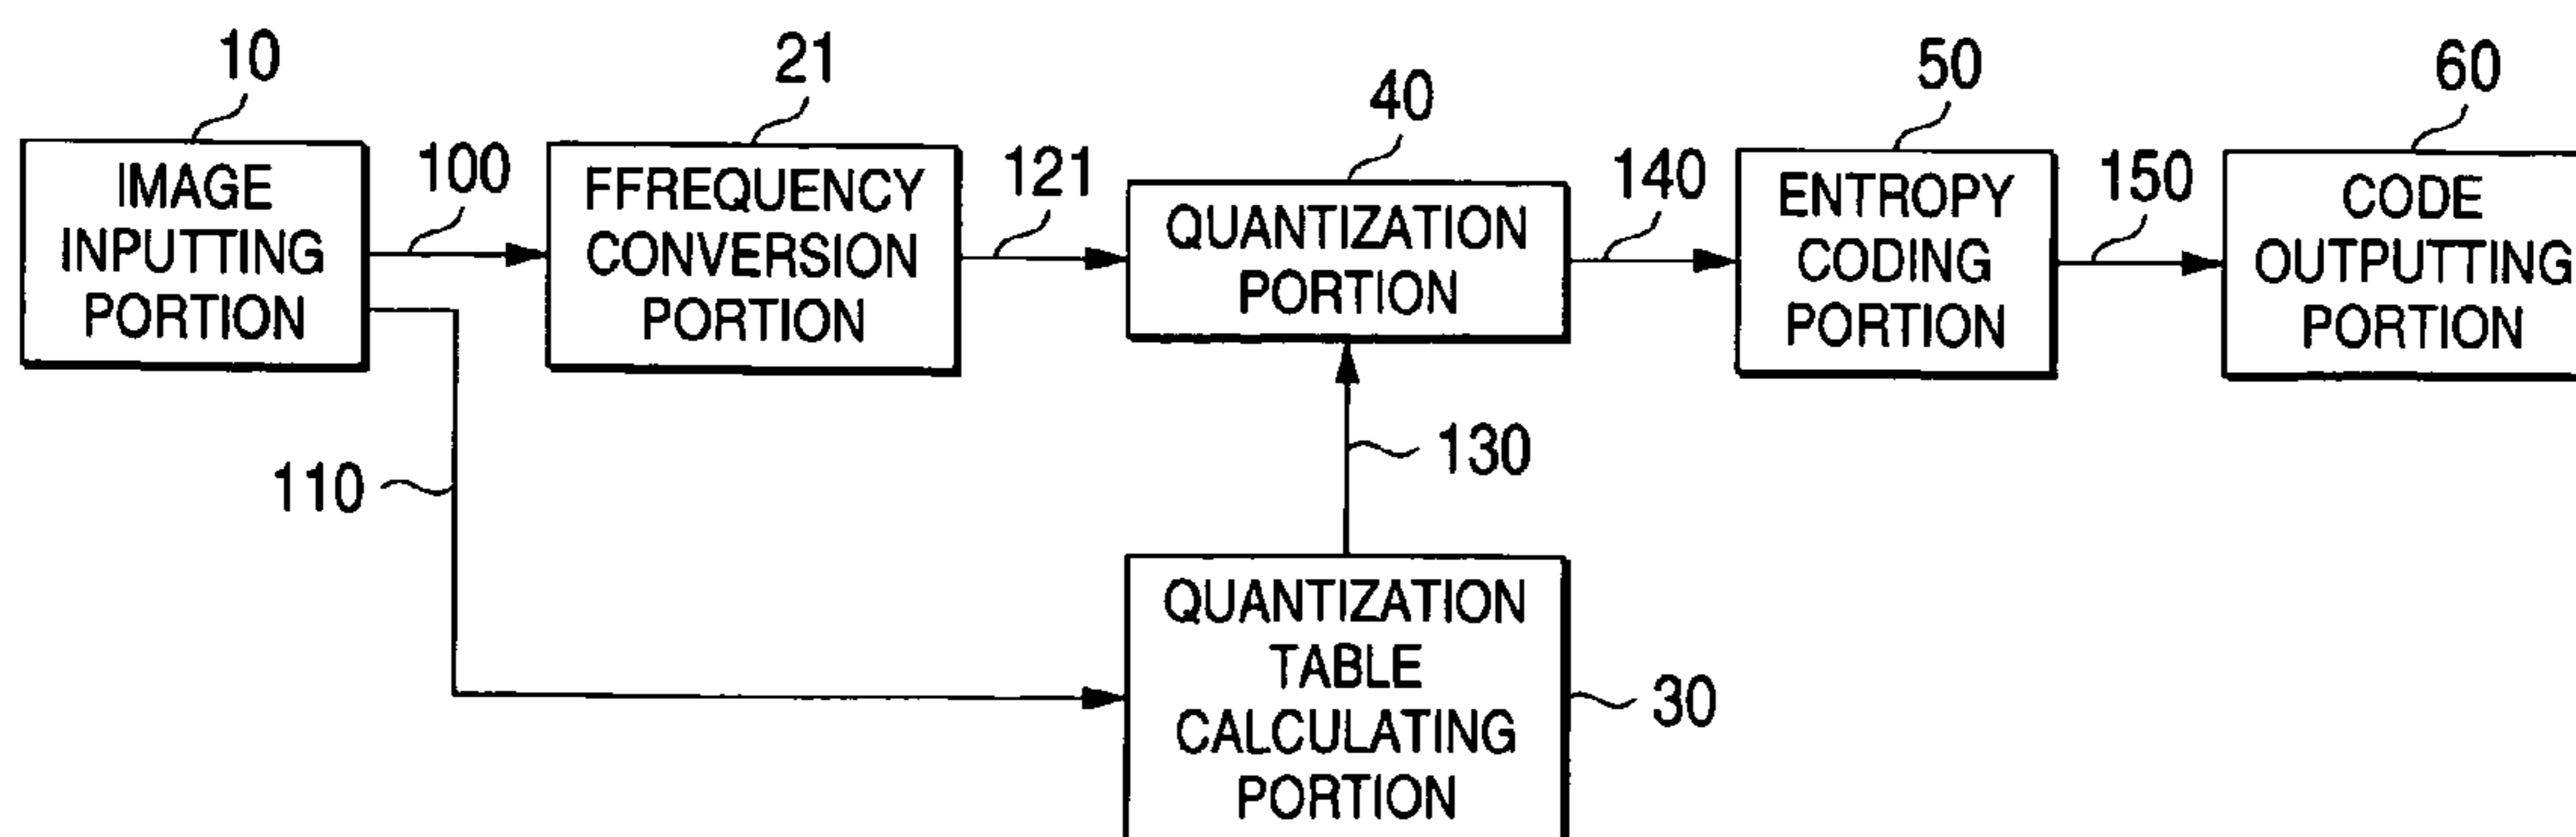 10
21
40
50
60
IMAGE
INPUTTING
PORTION
100
FFREQUENCY
CONVERSION
PORTION
121
QUANTIZATION
PORTION
140
ENTROPY
CODING
PORTION
150
CODE
OUTPUTTING
PORTION
110
130
QUANTIZATION
TABLE
CALCULATING
PORTION
30